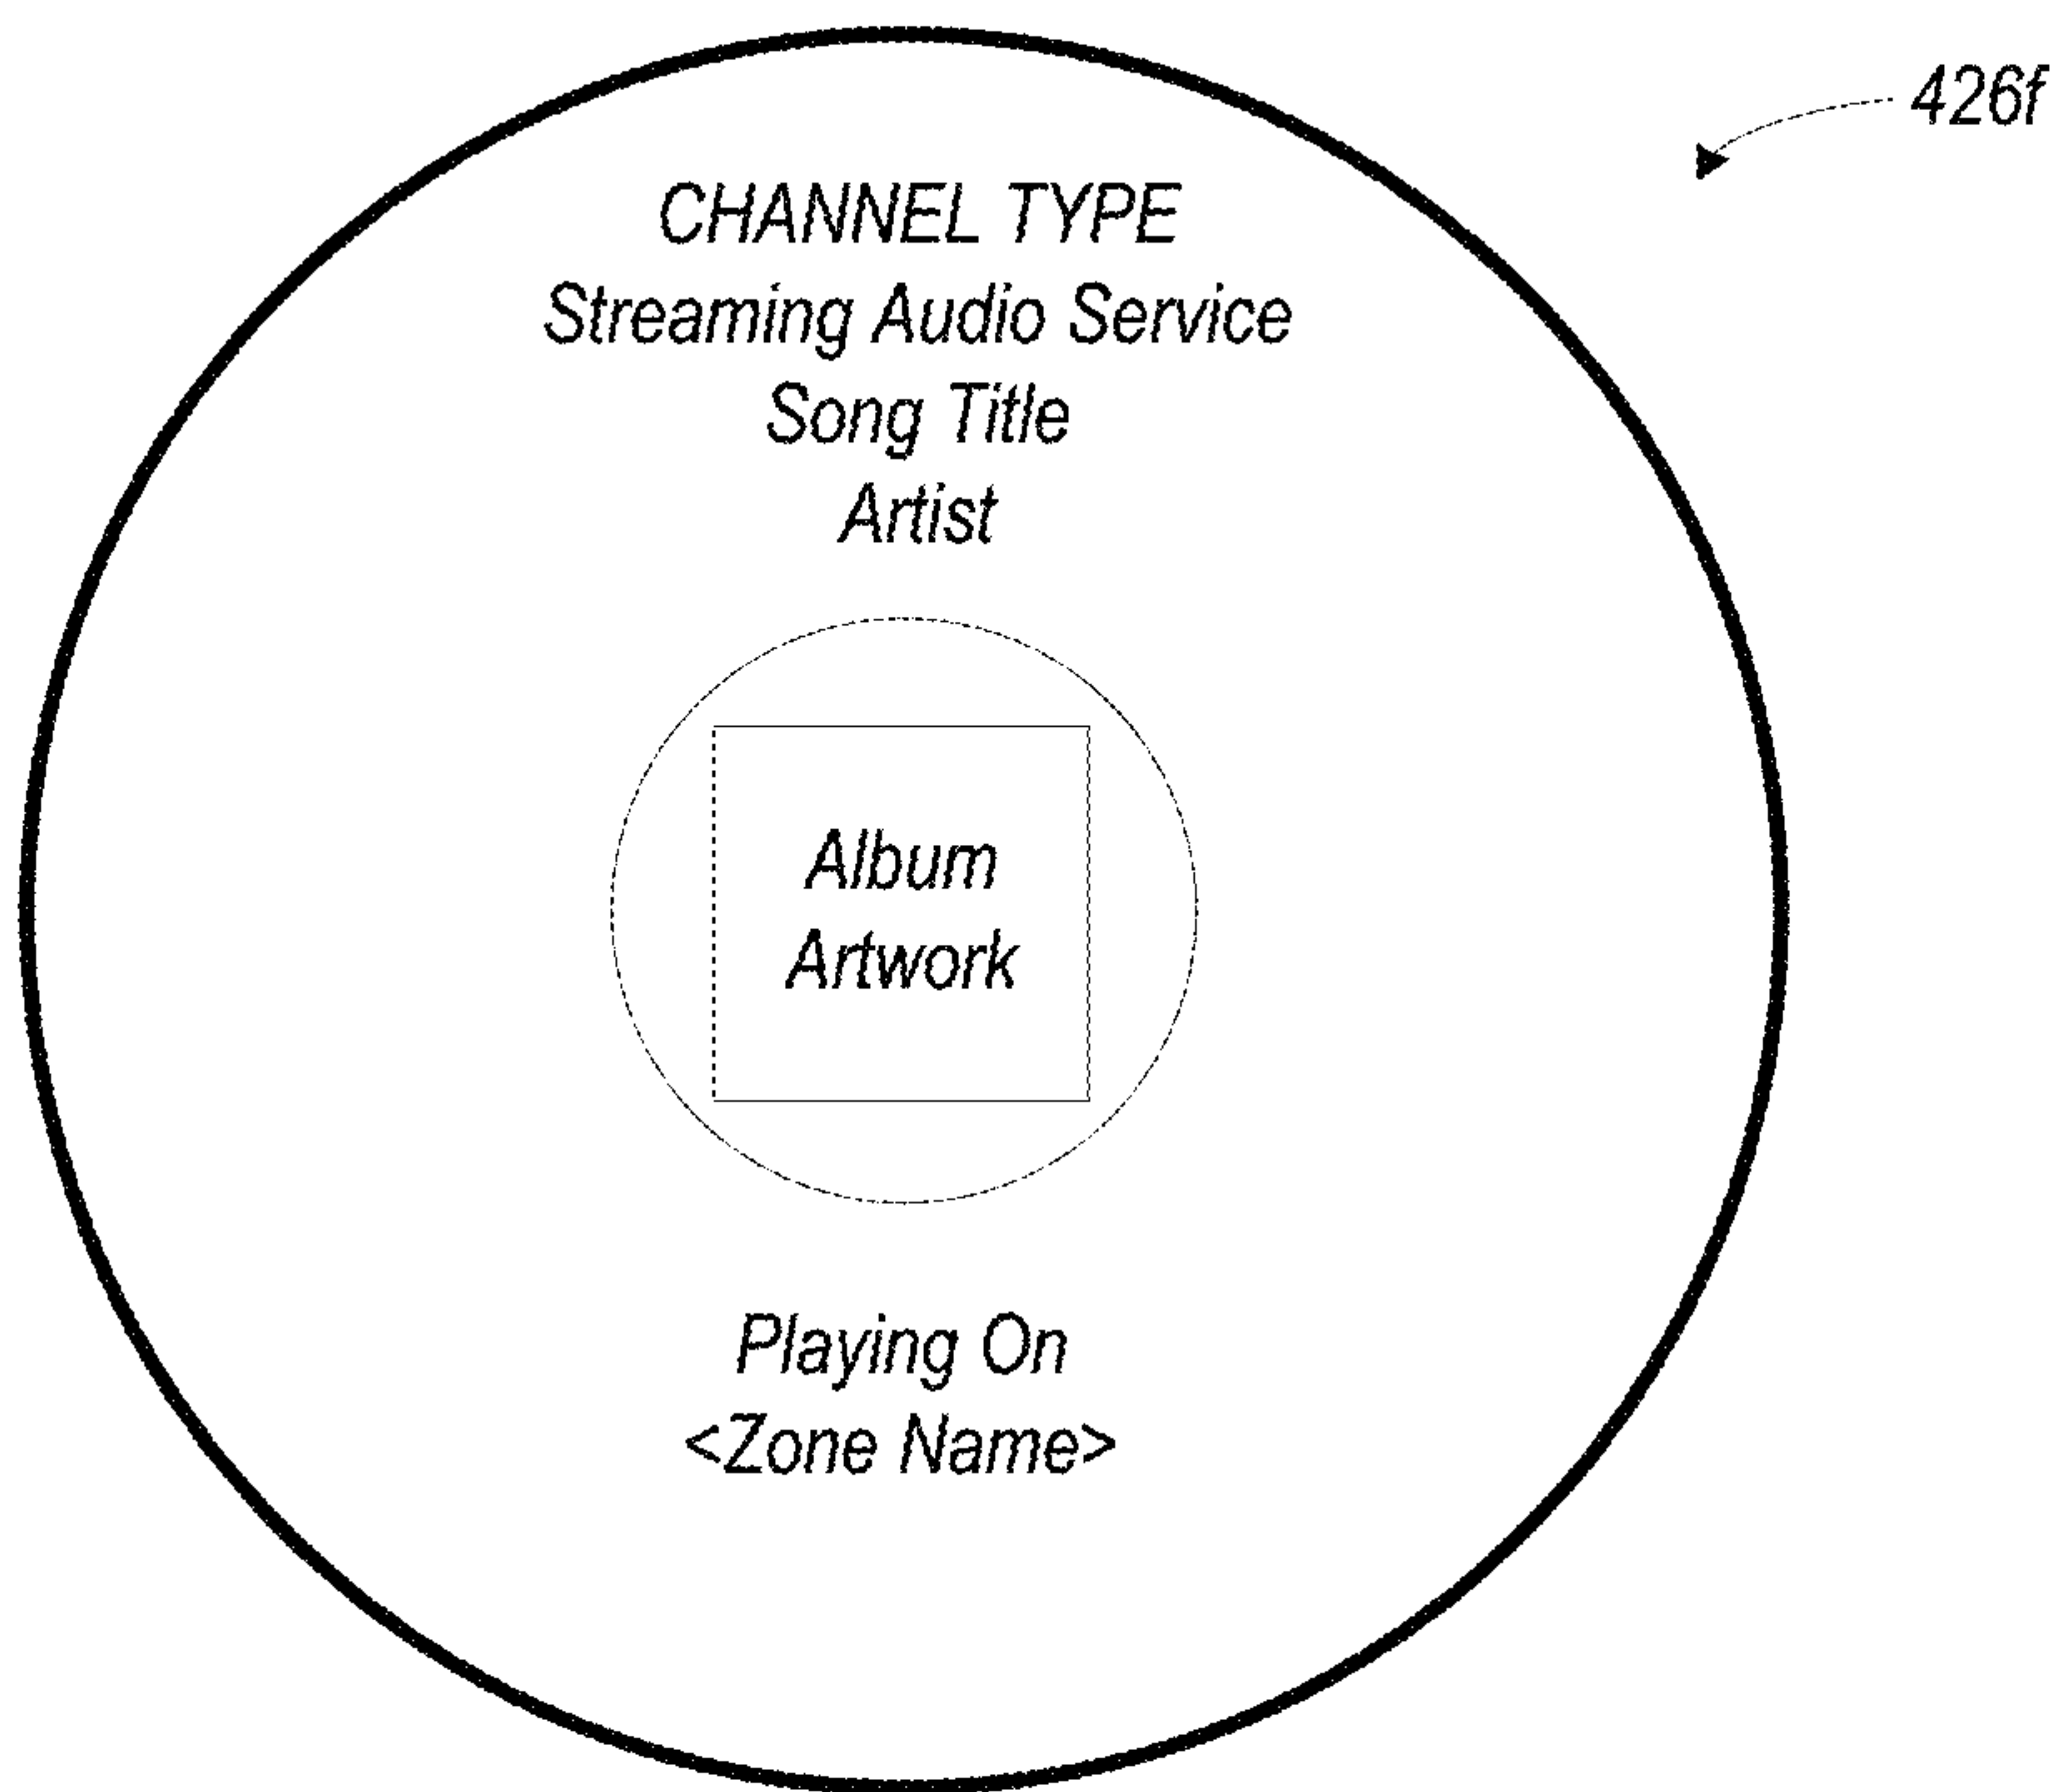 426f
CHANNEL TYPE
Streaming Audio Service
Song Title
Artist
Album
Artwork
Playing On
<Zone Name>